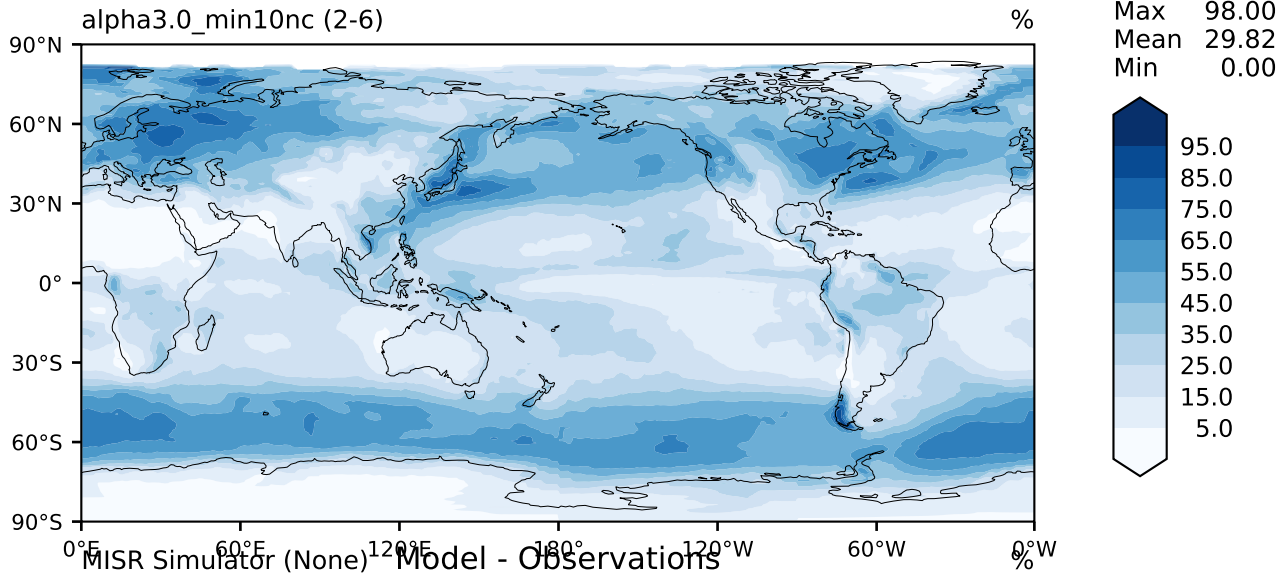 alpha3.0_min10nc (2-6) %
Max 98.00
Mean 29.82
Min 0.00
90°N
60°N
30°N
0°
30°S
60°S
90°S
95.0
85.0
75.0
65.0
55.0
45.0
35.0
25.0
15.0
5.0
0°E 60°E 120°E 180° 120°W 60°W 0°W
MISR Simulator (None) Model - Observations %